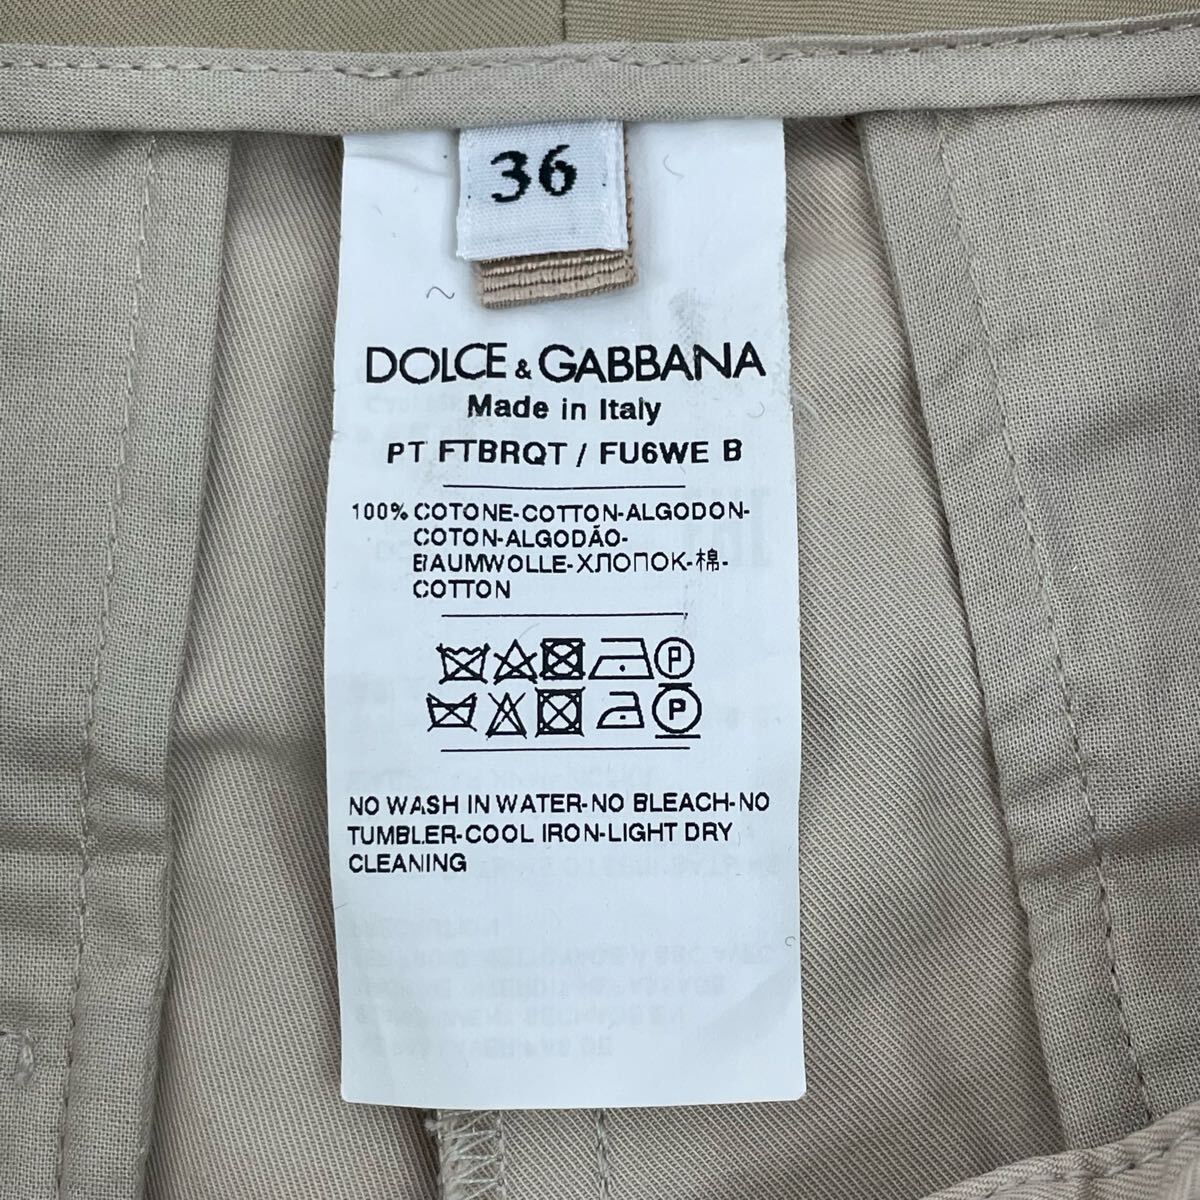 36
DOLCE & GABBANA
Made in Italy
PT FTBRQT / FU6WE B
100% COTONE-COTTON-ALGODON-
COTON-ALGODÃO-
BAUMWOLLE-ХЛОПОК-棉-
COTTON
P
P
NO WASH IN WATER-NO BLEACH-NO
TUMBLER-COOL IRON-LIGHT DRY
CLEANING